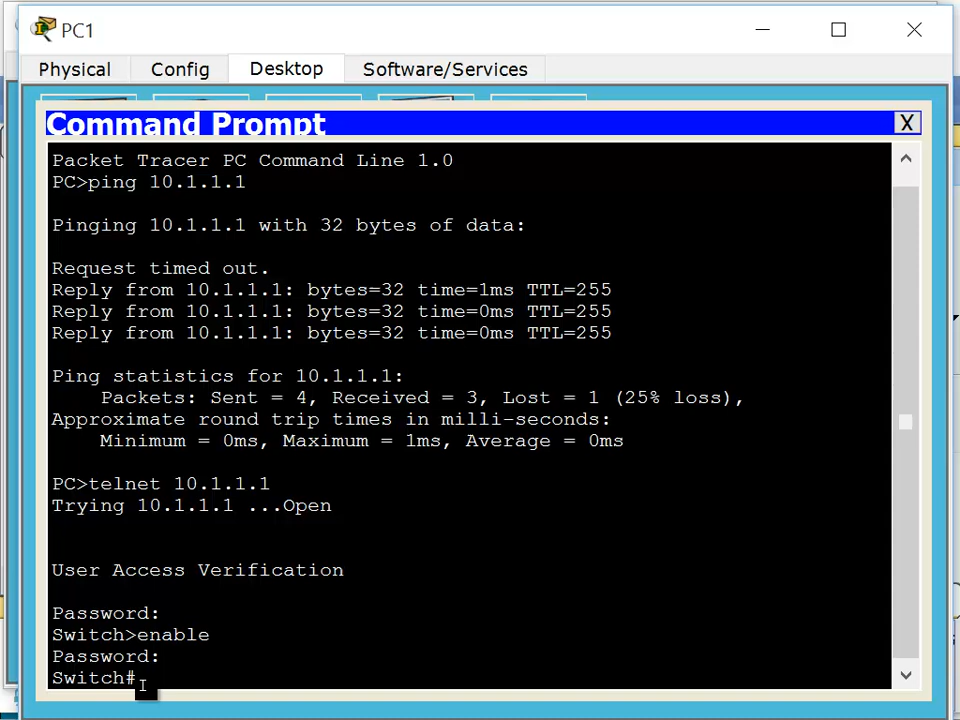 PC1
Physical Config Desktop Software/Services
Command Prompt X
Packet Tracer PC Command Line 1.0
PC>ping 10.1.1.1
Pinging 10.1.1.1 with 32 bytes of data:
Request timed out.
Reply from 10.1.1.1: bytes=32 time=1ms TTL=255
Reply from 10.1.1.1: bytes=32 time=0ms TTL=255
Reply from 10.1.1.1: bytes=32 time=0ms TTL=255
Ping statistics for 10.1.1.1:
Packets: Sent = 4, Received = 3, Lost = 1 (25% loss),
Approximate round trip times in milli-seconds:
Minimum = 0ms, Maximum = 1ms, Average = 0ms
PC>telnet 10.1.1.1
Trying 10.1.1.1 ...Open
User Access Verification
Password:
Switch>enable
Password:
Switch#